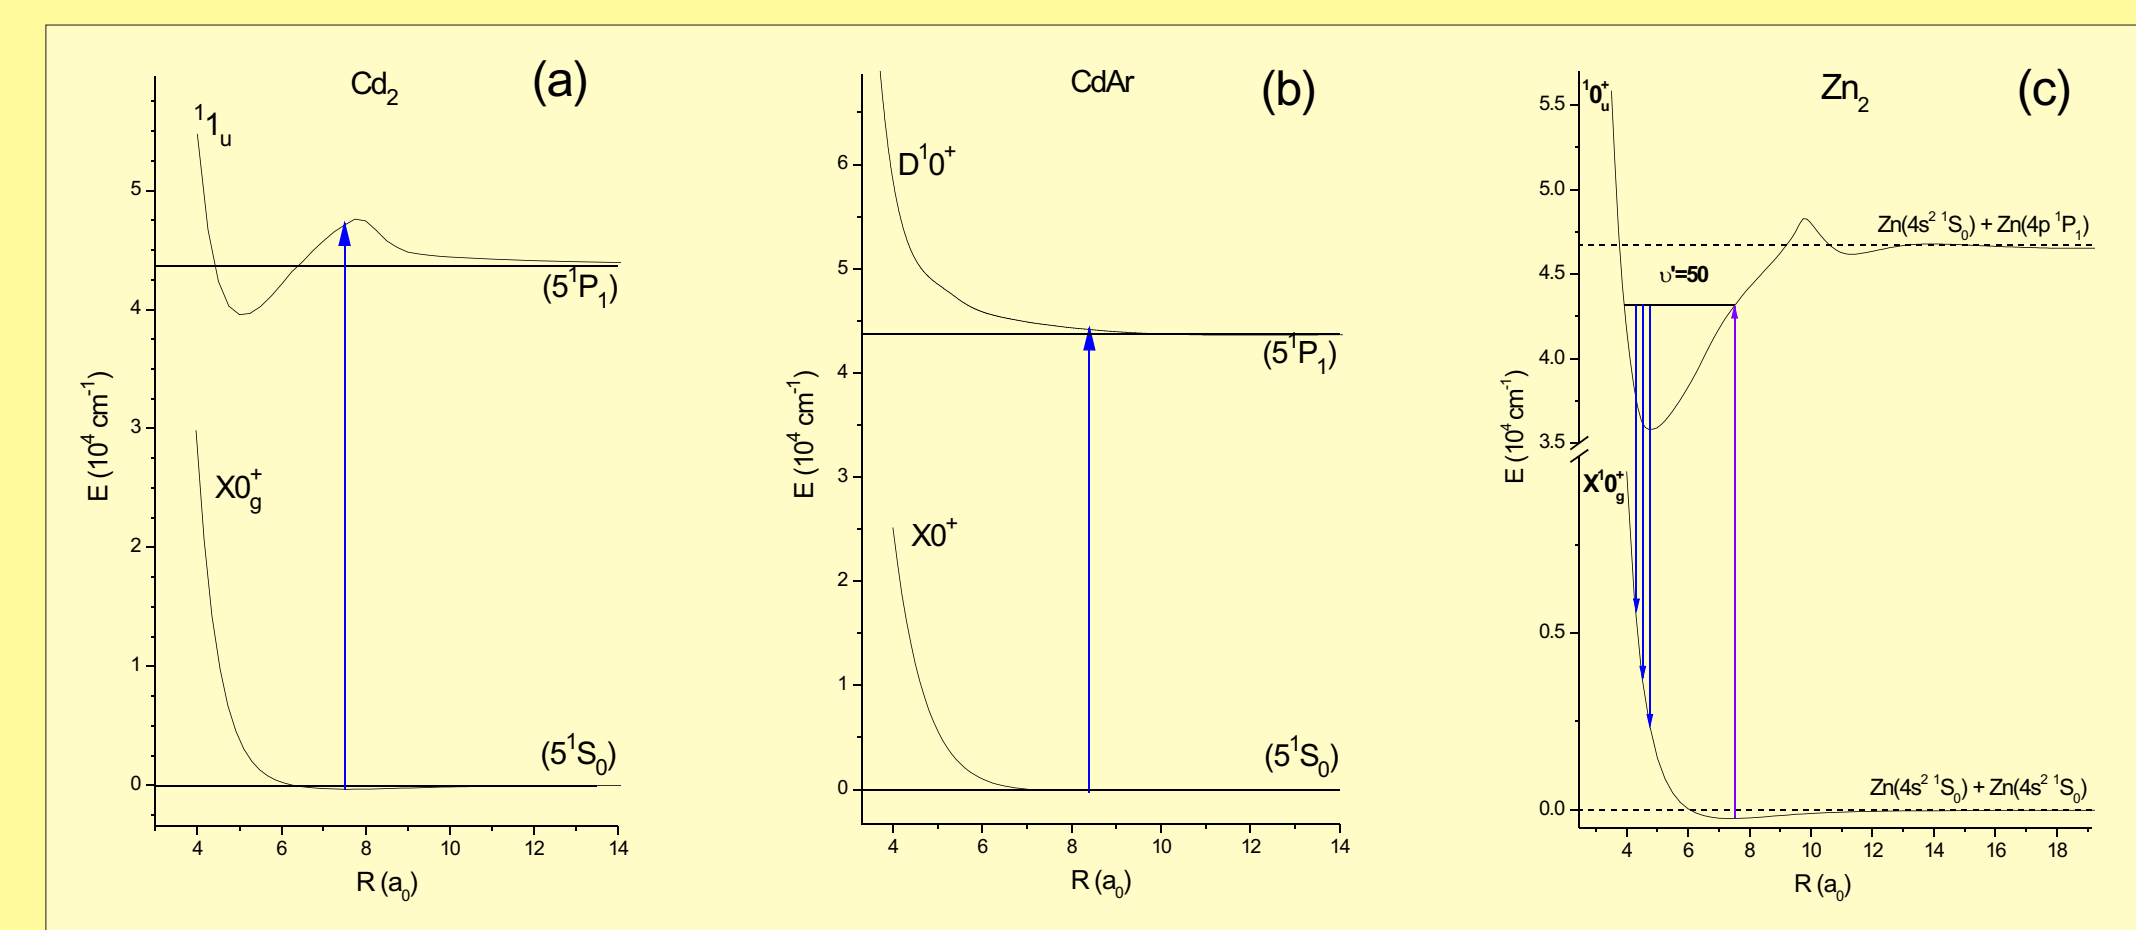 Cd₂ (a)
¹1ᵤ
5
(5¹P₁)
4
3
X0⁺g
2
1
(5¹S₀)
0
E (10⁴ cm⁻¹)
4 6 8 10 12 14
R (a₀)
CdAr (b)
D¹0⁺
6
5
(5¹P₁)
4
3
X0⁺
2
1
(5¹S₀)
0
E (10⁴ cm⁻¹)
4 6 8 10 12 14
R (a₀)
Zn₂ (c)
¹0⁺ᵤ
5.5
5.0
Zn(4s² ¹S₀) + Zn(4p ¹P₁)
4.5
υ'=50
4.0
3.5
X¹0⁺g
0.5
Zn(4s² ¹S₀) + Zn(4s² ¹S₀)
0.0
E (10⁴ cm⁻¹)
4 6 8 10 12 14 16 18
R (a₀)